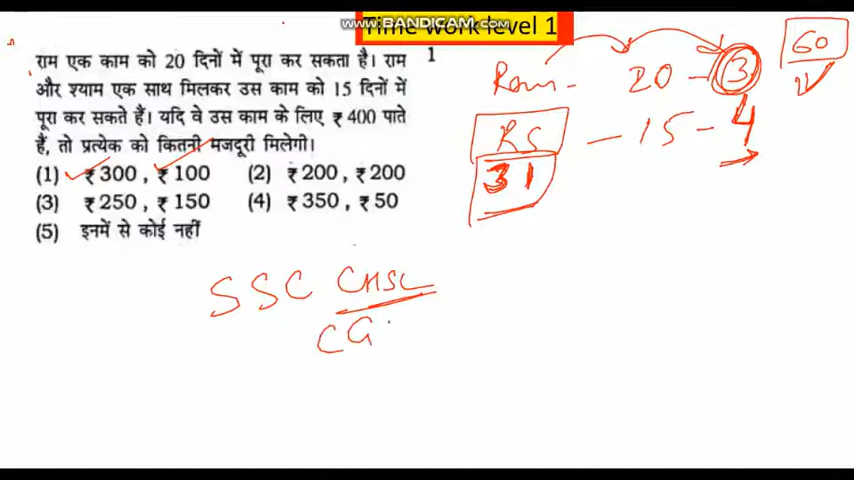 WWW.BANDICAM.COM
Time work level 1
1
राम एक काम को 20 दिनों में पूरा कर सकता है। राम
और श्याम एक साथ मिलकर उस काम को 15 दिनों में
पूरा कर सकते हैं। यदि वे उस काम के लिए ₹ 400 पाते
हैं, तो प्रत्येक को कितनी मजदूरी मिलेगी।
(1) ₹ 300 , ₹ 100 (2) ₹ 200 , ₹ 200
(3) ₹ 250 , ₹ 150 (4) ₹ 350 , ₹ 50
(5) इनमें से कोई नहीं
Ram - 20 - 3 60
RS - 15 - 4
3 1
SSC CHSL
CG